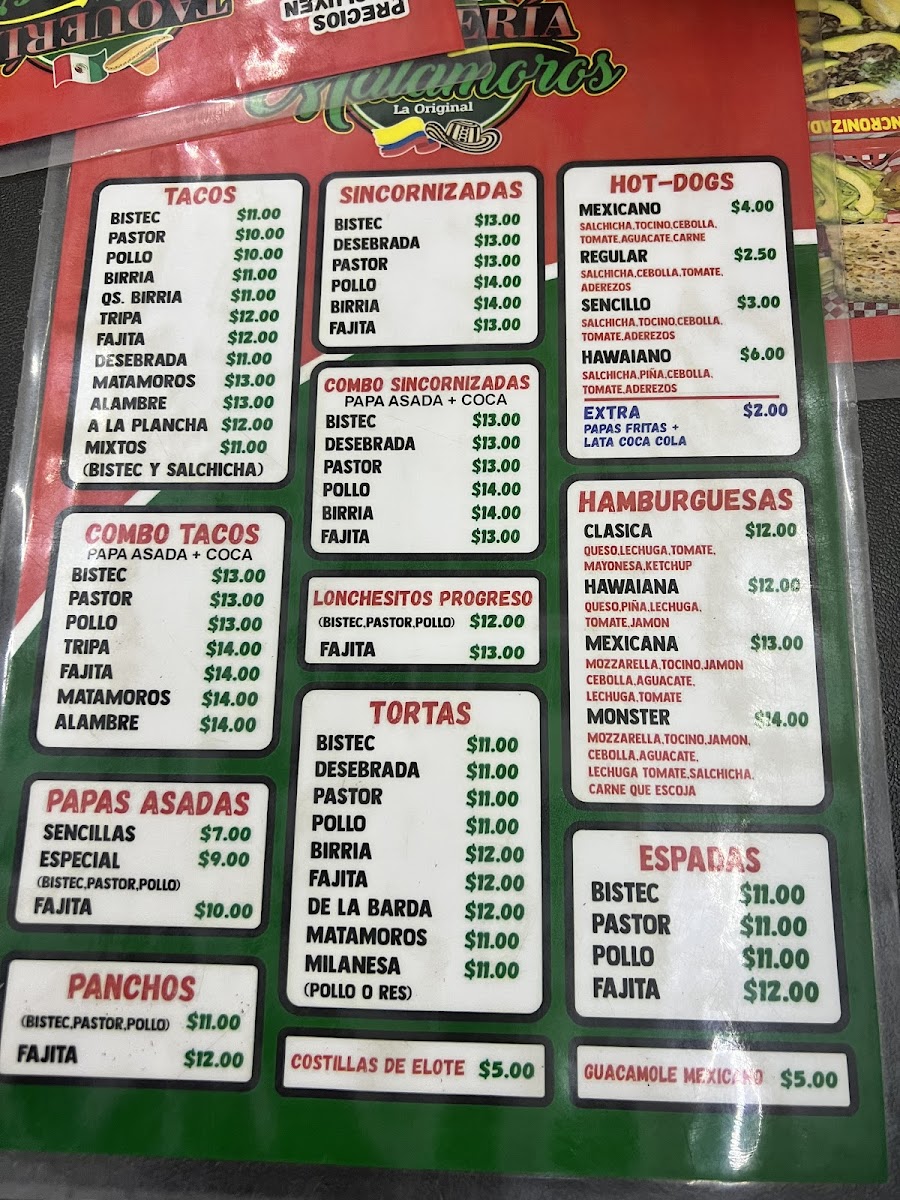 TAQUERÍ
PRECIOS
ERÍA
Matamoros
La Original
TACOS
BISTEC $11.00
PASTOR $10.00
POLLO $10.00
BIRRIA $11.00
QS. BIRRIA $11.00
TRIPA $12.00
FAJITA $12.00
DESEBRADA $11.00
MATAMOROS $13.00
ALAMBRE $13.00
A LA PLANCHA $12.00
MIXTOS $11.00
(BISTEC Y SALCHICHA)
COMBO TACOS
PAPA ASADA + COCA
BISTEC $13.00
PASTOR $13.00
POLLO $13.00
TRIPA $14.00
FAJITA $14.00
MATAMOROS $14.00
ALAMBRE $14.00
PAPAS ASADAS
SENCILLAS $7.00
ESPECIAL $9.00
(BISTEC,PASTOR,POLLO)
FAJITA $10.00
PANCHOS
(BISTEC,PASTOR,POLLO) $11.00
FAJITA $12.00
SINCORNIZADAS
BISTEC $13.00
DESEBRADA $13.00
PASTOR $13.00
POLLO $14.00
BIRRIA $14.00
FAJITA $13.00
COMBO SINCORNIZADAS
PAPA ASADA + COCA
BISTEC $13.00
DESEBRADA $13.00
PASTOR $13.00
POLLO $14.00
BIRRIA $14.00
FAJITA $13.00
LONCHESITOS PROGRESO
(BISTEC,PASTOR,POLLO) $12.00
FAJITA $13.00
TORTAS
BISTEC $11.00
DESEBRADA $11.00
PASTOR $11.00
POLLO $11.00
BIRRIA $12.00
FAJITA $12.00
DE LA BARDA $12.00
MATAMOROS $11.00
MILANESA $11.00
(POLLO O RES)
COSTILLAS DE ELOTE $5.00
HOT-DOGS
MEXICANO $4.00
SALCHICHA,TOCINO,CEBOLLA,
TOMATE,AGUACATE,CARNE
REGULAR $2.50
SALCHICHA,CEBOLLA,TOMATE,
ADEREZOS
SENCILLO $3.00
SALCHICHA,TOCINO,CEBOLLA.
TOMATE,ADEREZOS
HAWAIANO $6.00
SALCHICHA,PIÑA,CEBOLLA.
TOMATE,ADEREZOS
EXTRA $2.00
PAPAS FRITAS +
LATA COCA COLA
HAMBURGUESAS
CLASICA $12.00
QUESO,LECHUGA,TOMATE,
MAYONESA,KETCHUP
HAWAIANA $12.00
QUESO,PIÑA,LECHUGA.
TOMATE,JAMON
MEXICANA $13.00
MOZZARELLA,TOCINO,JAMON
CEBOLLA,AGUACATE.
LECHUGA,TOMATE
MONSTER $14.00
MOZZARELLA,TOCINO,JAMON,
CEBOLLA,AGUACATE,
LECHUGA TOMATE,SALCHICHA.
CARNE QUE ESCOJA
ESPADAS
BISTEC $11.00
PASTOR $11.00
POLLO $11.00
FAJITA $12.00
GUACAMOLE MEXICANO $5.00